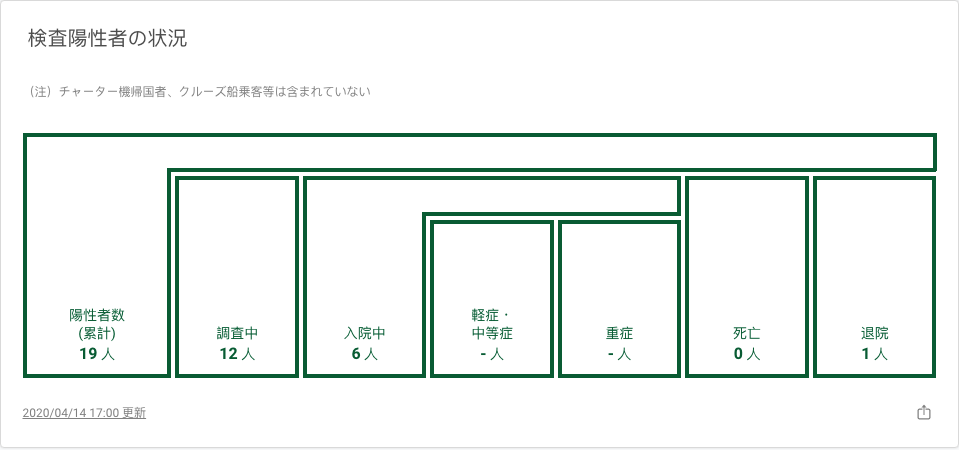 検査陽性者の状況
（注）チャーター機帰国者、クルーズ船乗客等は含まれていない
陽性者数
(累計)
19 人
調査中
12 人
入院中
6 人
軽症・
中等症
- 人
重症
- 人
死亡
0 人
退院
1 人
2020/04/14 17:00 更新